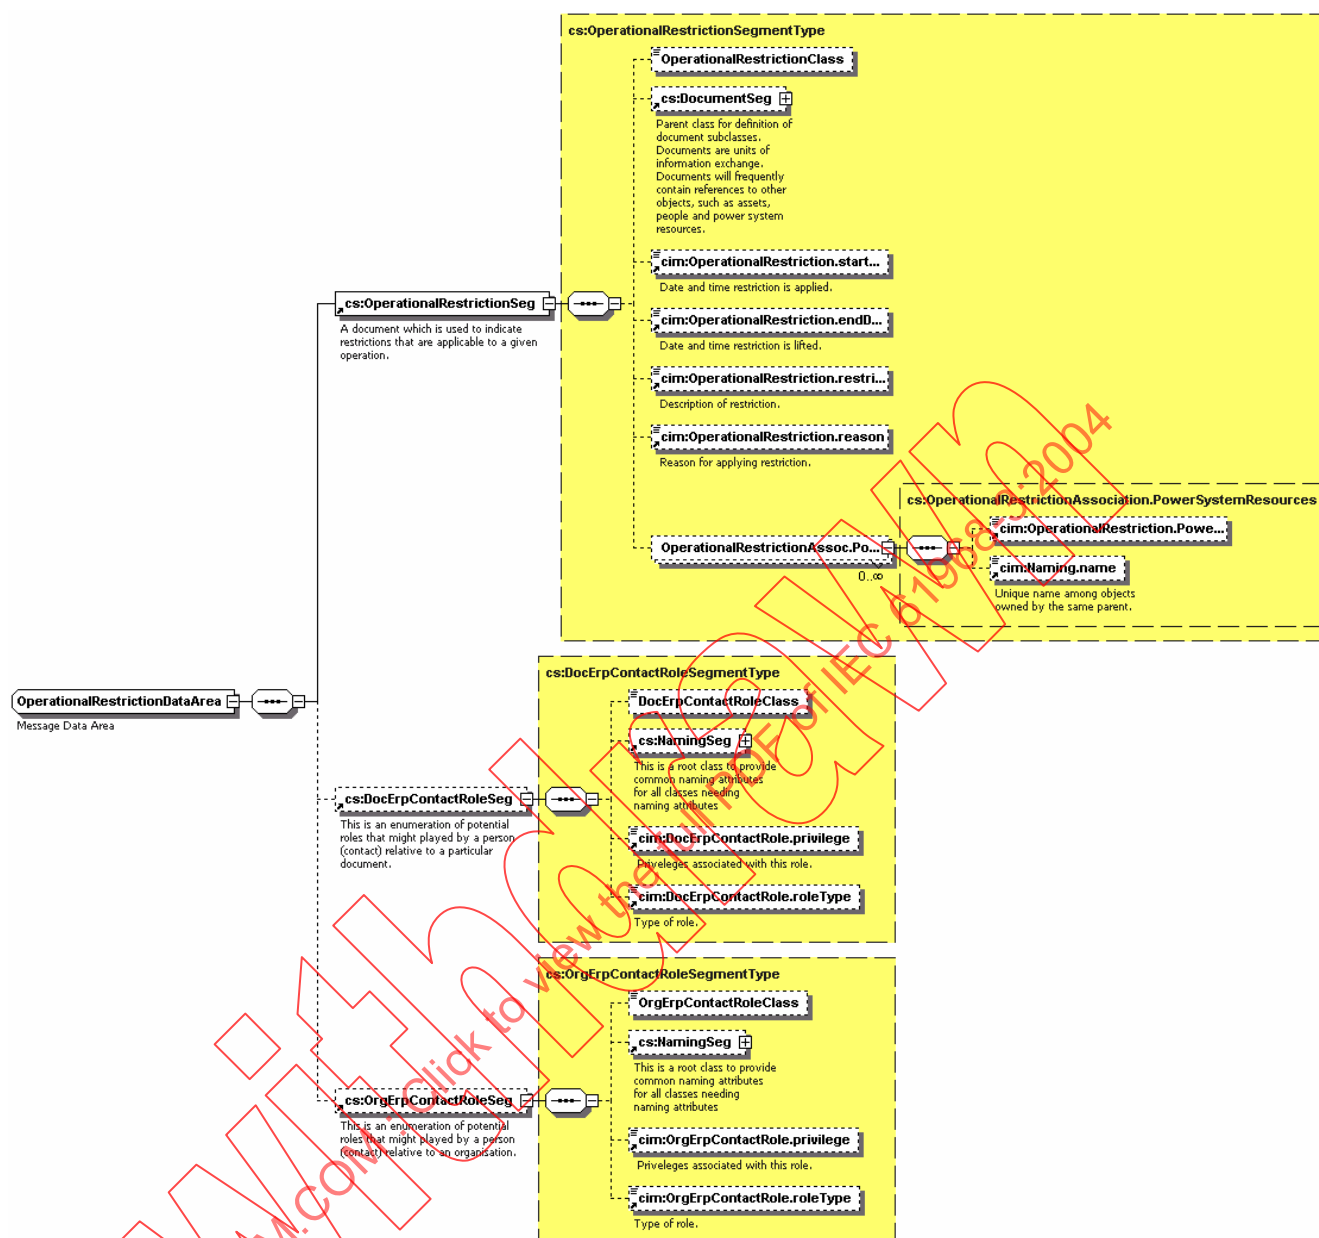 cs:OperationalRestrictionSegmentType
OperationalRestrictionClass
cs:DocumentSeg
Parent class for definition of
document subclasses.
Documents are units of
information exchange.
Documents will frequently
contain references to other
objects, such as assets,
people and power system
resources.
cim:OperationalRestriction.start...
Date and time restriction is applied.
cs:OperationalRestrictionSeg
A document which is used to indicate
restrictions that are applicable to a given
operation.
cim:OperationalRestriction.endD...
Date and time restriction is lifted.
cim:OperationalRestriction.restri...
Description of restriction.
cim:OperationalRestriction.reason
Reason for applying restriction.
cs:OperationalRestrictionAssociation.PowerSystemResources
cim:OperationalRestriction.Powe...
OperationalRestrictionAssoc.Po...
0..∞
cim:Naming.name
Unique name among objects
owned by the same parent.
OperationalRestrictionDataArea
Message Data Area
cs:DocErpContactRoleSegmentType
DocErpContactRoleClass
cs:NamingSeg
This is a root class to provide
common naming attributes
for all classes needing
naming attributes
cs:DocErpContactRoleSeg
This is an enumeration of potential
roles that might played by a person
(contact) relative to a particular
document.
cim:DocErpContactRole.privilege
Priveleges associated with this role.
cim:DocErpContactRole.roleType
Type of role.
cs:OrgErpContactRoleSegmentType
OrgErpContactRoleClass
cs:NamingSeg
This is a root class to provide
common naming attributes
for all classes needing
naming attributes
cs:OrgErpContactRoleSeg
This is an enumeration of potential
roles that might played by a person
(contact) relative to an organisation.
cim:OrgErpContactRole.privilege
Priveleges associated with this role.
cim:OrgErpContactRole.roleType
Type of role.
Withdrawn
M.COM : Click to view the full PDF of IEC 61968-3:2004